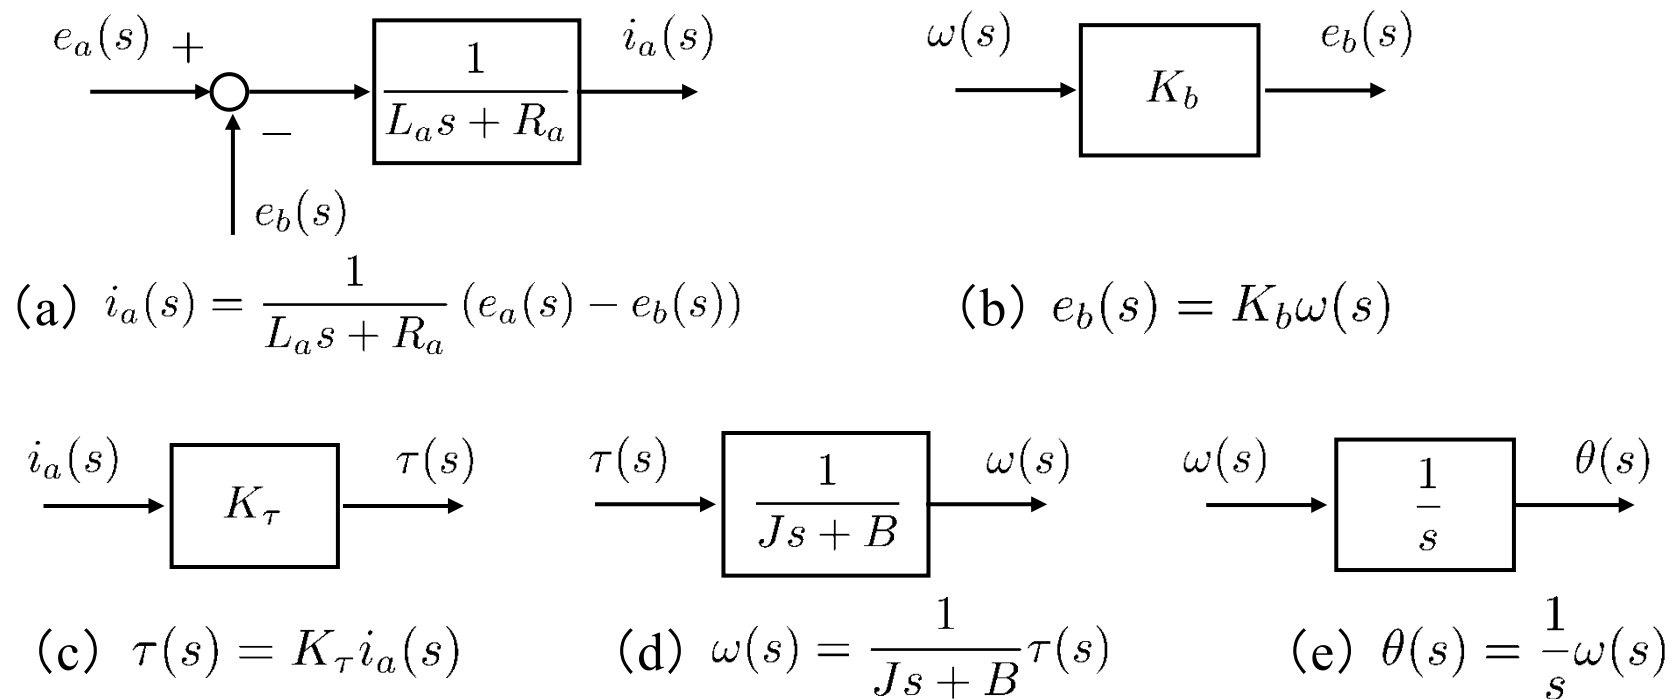 e_a(s) + 1/(L_a s + R_a) i_a(s)
−
e_b(s)
ω(s) K_b e_b(s)
(a) i_a(s) = 1/(L_a s + R_a) (e_a(s) − e_b(s))
(b) e_b(s) = K_b ω(s)
i_a(s) K_τ τ(s)
τ(s) 1/(Js + B) ω(s)
ω(s) 1/s θ(s)
(c) τ(s) = K_τ i_a(s)
(d) ω(s) = 1/(Js + B) τ(s)
(e) θ(s) = 1/s ω(s)